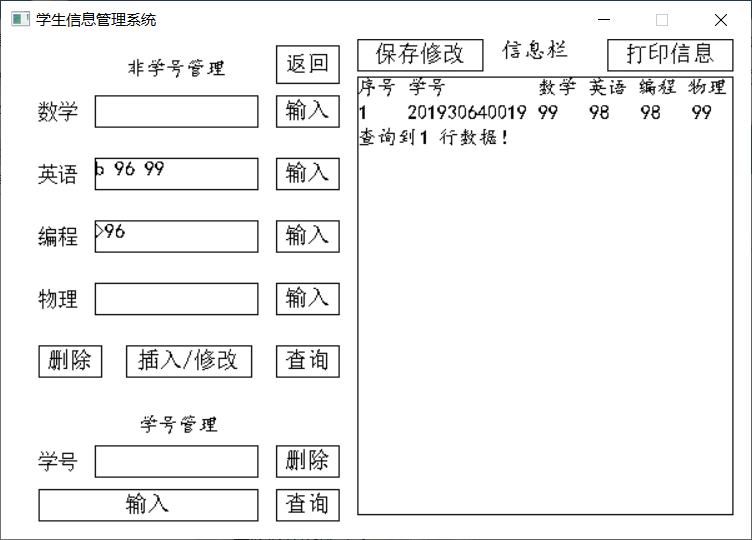 学生信息管理系统
非学号管理 返回
数学 输入
英语 b 96 99 输入
编程 >96 输入
物理 输入
删除 插入/修改 查询
学号管理
学号 删除
输入 查询
保存修改 信息栏 打印信息
序号 学号 数学 英语 编程 物理
1 201930640019 99 98 98 99
查询到1 行数据!